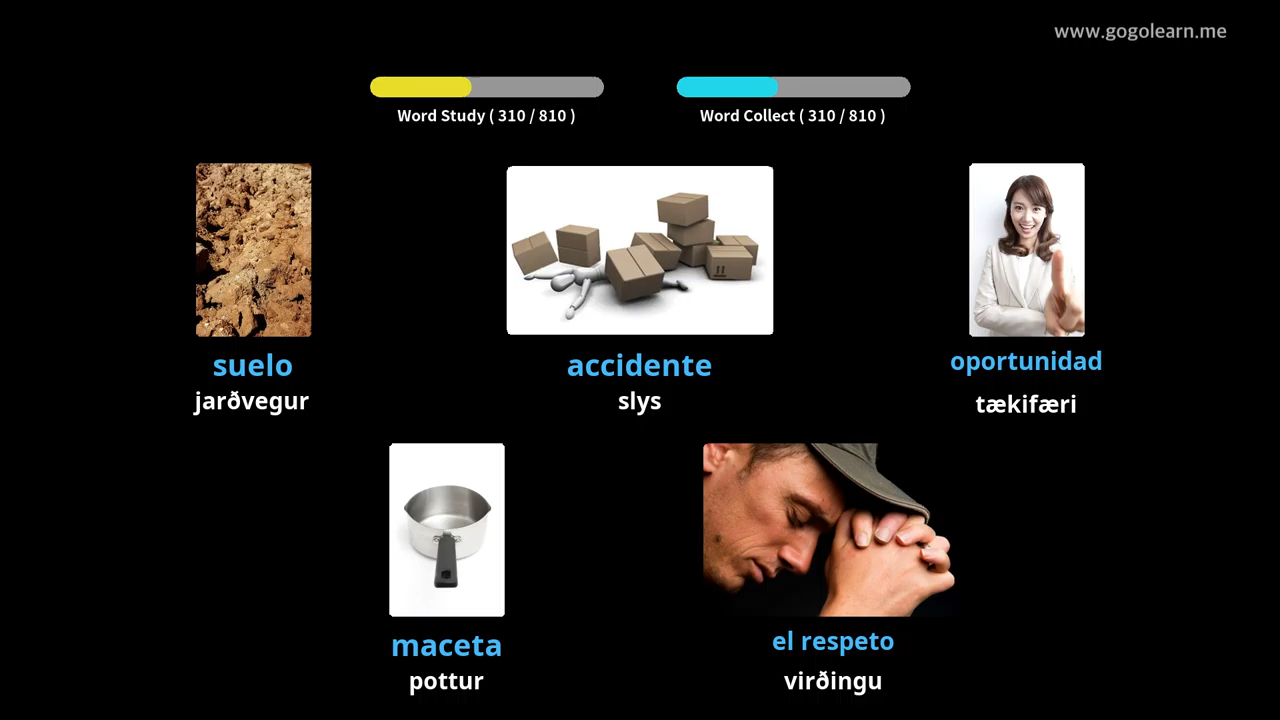 www.gogolearn.me
Word Study ( 310 / 810 )
Word Collect ( 310 / 810 )
suelo
jarðvegur
accidente
slys
oportunidad
tækifæri
maceta
pottur
el respeto
virðingu